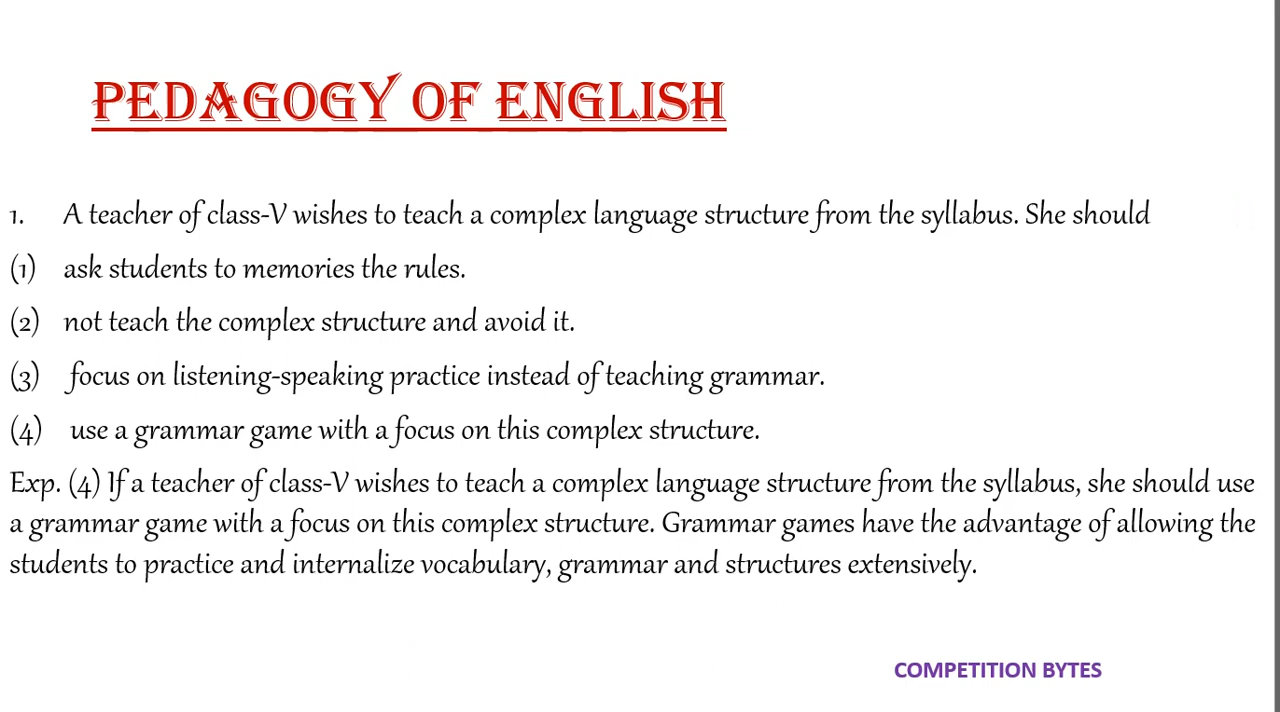 PEDAGOGY OF ENGLISH
1. A teacher of class-V wishes to teach a complex language structure from the syllabus. She should
(1) ask students to memories the rules.
(2) not teach the complex structure and avoid it.
(3) focus on listening-speaking practice instead of teaching grammar.
(4) use a grammar game with a focus on this complex structure.
Exp. (4) If a teacher of class-V wishes to teach a complex language structure from the syllabus, she should use
a grammar game with a focus on this complex structure. Grammar games have the advantage of allowing the
students to practice and internalize vocabulary, grammar and structures extensively.
COMPETITION BYTES